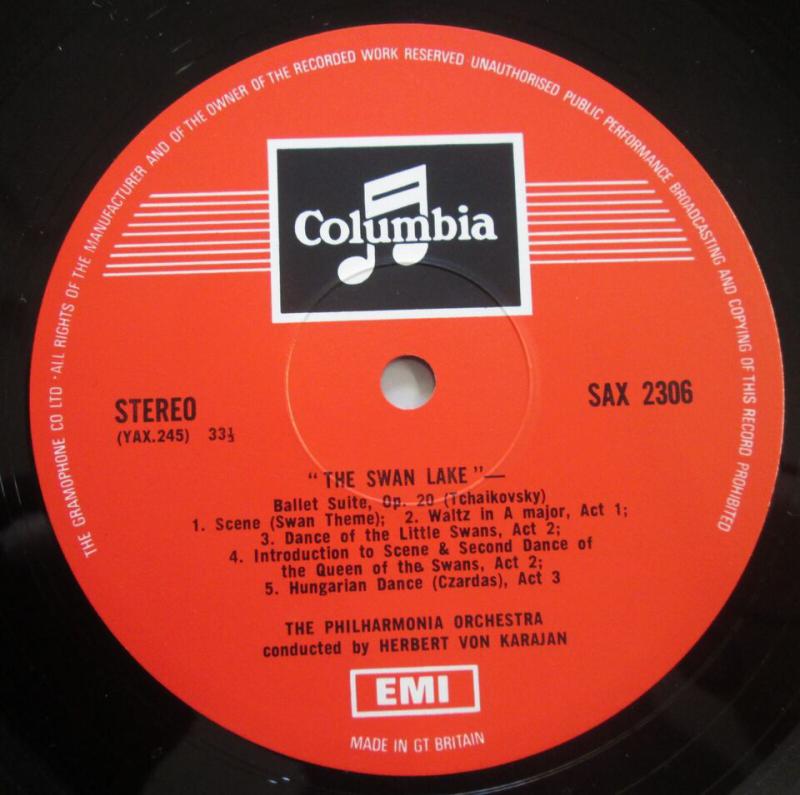 THE GRAMOPHONE CO LTD · ALL RIGHTS OF THE MANUFACTURER AND OF THE OWNER OF THE RECORDED WORK RESERVED · UNAUTHORISED PUBLIC PERFORMANCE BROADCASTING AND COPYING OF THIS RECORD PROHIBITED
Columbia
STEREO
(YAX.245) 33⅓
SAX 2306
"THE SWAN LAKE"—
Ballet Suite, Op. 20 (Tchaikovsky)
1. Scene (Swan Theme); 2. Waltz in A major, Act 1;
3. Dance of the Little Swans, Act 2;
4. Introduction to Scene & Second Dance of
the Queen of the Swans, Act 2;
5. Hungarian Dance (Czardas), Act 3
THE PHILHARMONIA ORCHESTRA
conducted by HERBERT VON KARAJAN
EMI
MADE IN GT BRITAIN